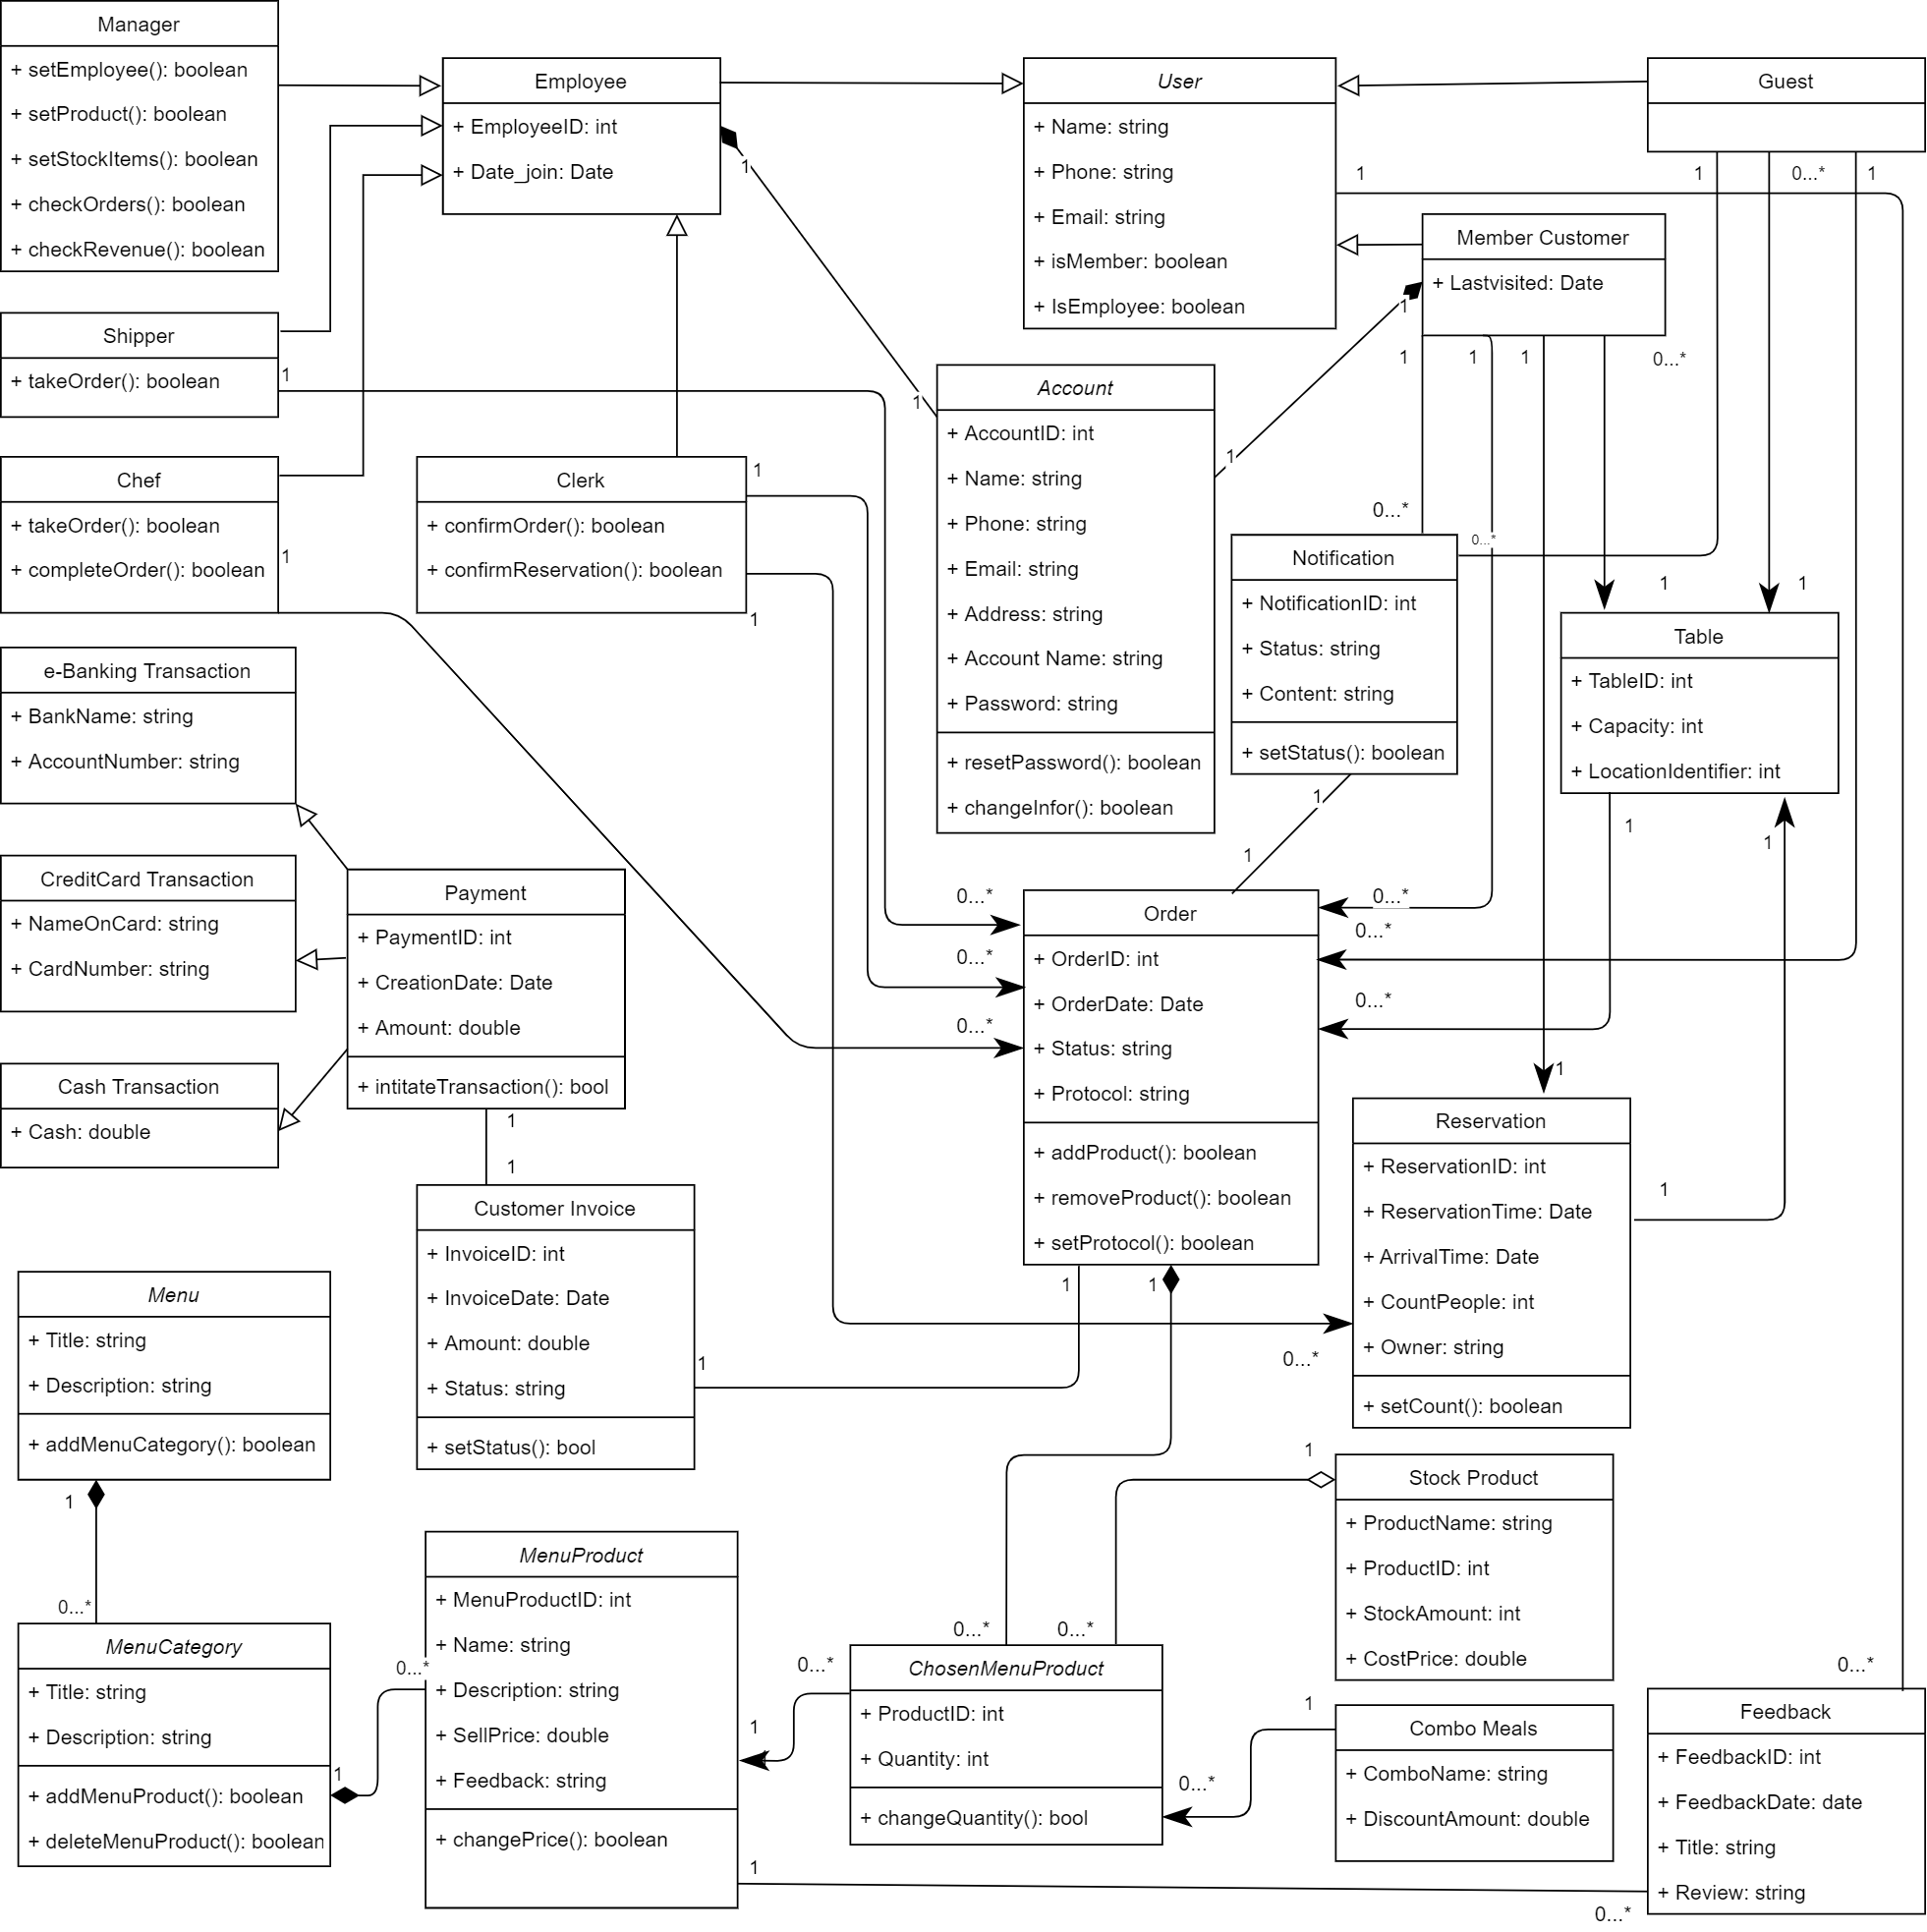 Manager
+ setEmployee(): boolean
+ setProduct(): boolean
+ setStockItems(): boolean
+ checkOrders(): boolean
+ checkRevenue(): boolean
Employee
+ EmployeeID: int
+ Date_join: Date
1
1
User
+ Name: string
+ Phone: string
+ Email: string
+ isMember: boolean
+ IsEmployee: boolean
1
Guest
1
0...*
1
Member Customer
+ Lastvisited: Date
1
1
1
1
1
0...*
Shipper
+ takeOrder(): boolean
1
Chef
+ takeOrder(): boolean
+ completeOrder(): boolean
1
Clerk
+ confirmOrder(): boolean
+ confirmReservation(): boolean
1
1
Account
+ AccountID: int
+ Name: string
+ Phone: string
+ Email: string
+ Address: string
+ Account Name: string
+ Password: string
+ resetPassword(): boolean
+ changeInfor(): boolean
0...*
0...*
Notification
+ NotificationID: int
+ Status: string
+ Content: string
+ setStatus(): boolean
1
1
1
1
Table
+ TableID: int
+ Capacity: int
+ LocationIdentifier: int
1
1
e-Banking Transaction
+ BankName: string
+ AccountNumber: string
CreditCard Transaction
+ NameOnCard: string
+ CardNumber: string
Cash Transaction
+ Cash: double
Payment
+ PaymentID: int
+ CreationDate: Date
+ Amount: double
+ intitateTransaction(): bool
1
1
0...*
0...*
0...*
Order
+ OrderID: int
+ OrderDate: Date
+ Status: string
+ Protocol: string
+ addProduct(): boolean
+ removeProduct(): boolean
+ setProtocol(): boolean
0...*
0...*
0...*
1
1
1
Reservation
+ ReservationID: int
+ ReservationTime: Date
+ ArrivalTime: Date
+ CountPeople: int
+ Owner: string
+ setCount(): boolean
1
0...*
Customer Invoice
+ InvoiceID: int
+ InvoiceDate: Date
+ Amount: double
+ Status: string
+ setStatus(): bool
1
Menu
+ Title: string
+ Description: string
+ addMenuCategory(): boolean
1
0...*
MenuCategory
+ Title: string
+ Description: string
+ addMenuProduct(): boolean
+ deleteMenuProduct(): boolean
1
0...*
MenuProduct
+ MenuProductID: int
+ Name: string
+ Description: string
+ SellPrice: double
+ Feedback: string
+ changePrice(): boolean
1
1
0...*
0...*
0...*
ChosenMenuProduct
+ ProductID: int
+ Quantity: int
+ changeQuantity(): bool
0...*
1
Stock Product
+ ProductName: string
+ ProductID: int
+ StockAmount: int
+ CostPrice: double
1
Combo Meals
+ ComboName: string
+ DiscountAmount: double
0...*
Feedback
+ FeedbackID: int
+ FeedbackDate: date
+ Title: string
+ Review: string
0...*